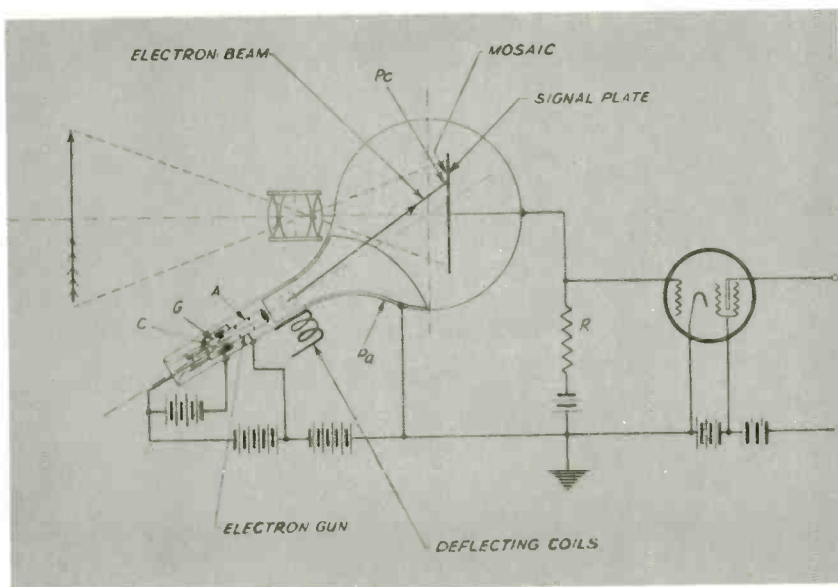 ELECTRON BEAM
MOSAIC
Pc
SIGNAL PLATE
A
G
C
R
Pa
ELECTRON GUN
DEFLECTING COILS